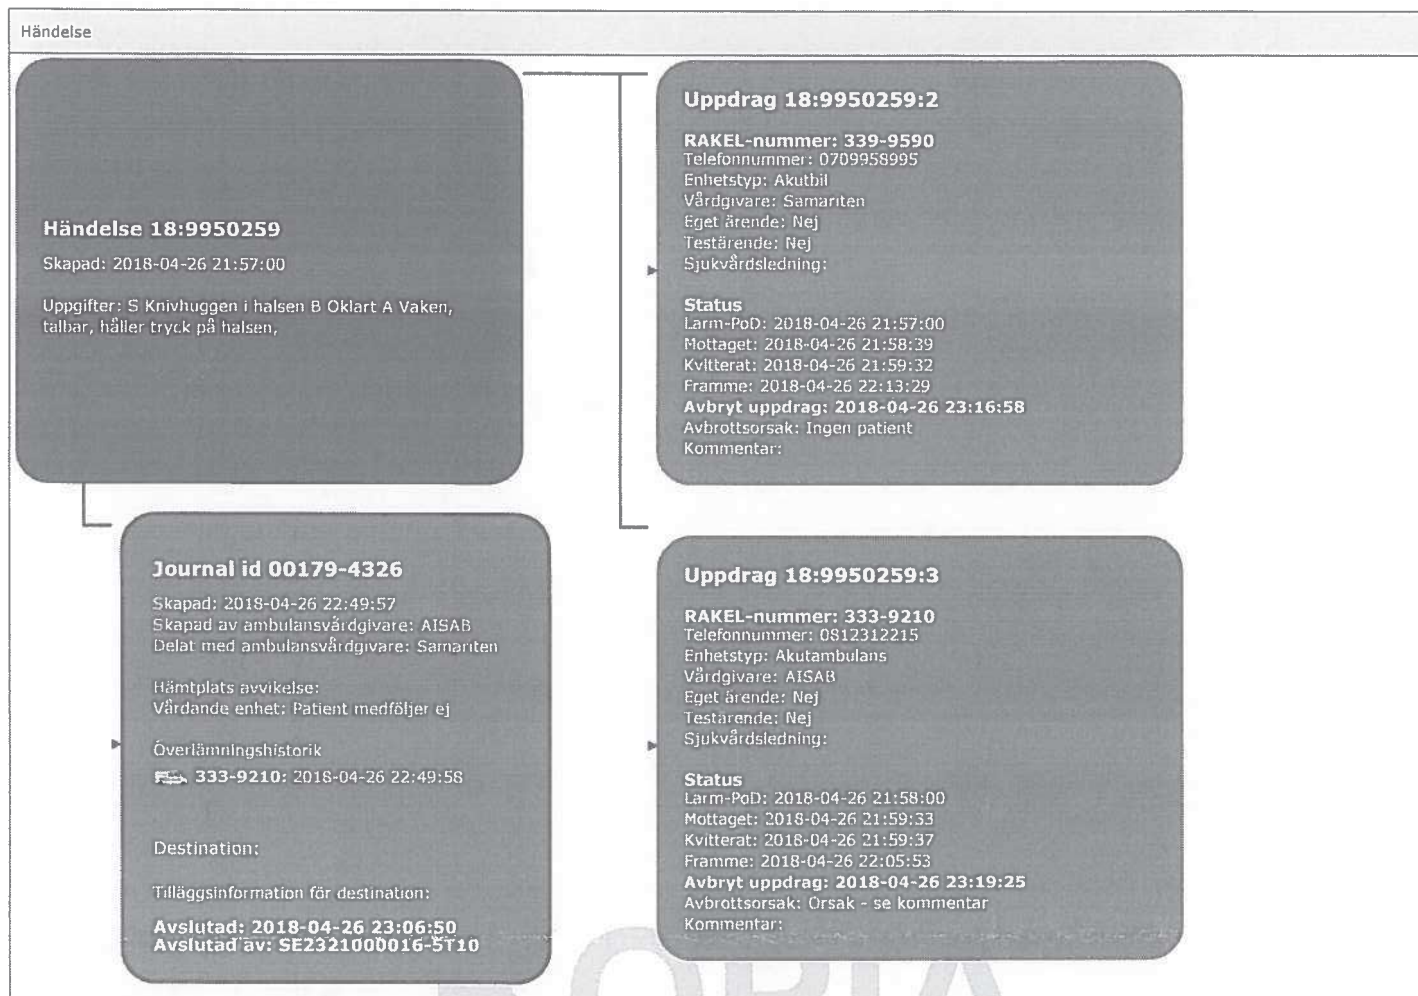 Händelse
Händelse 18:9950259
Skapad: 2018-04-26 21:57:00
Uppgifter: S Knivhuggen i halsen B Oklart A Vaken,
talbar, håller tryck på halsen,
Uppdrag 18:9950259:2
RAKEL-nummer: 339-9590
Telefonnummer: 0709958995
Enhetstyp: Akutbil
Vårdgivare: Samariten
Eget ärende: Nej
Testärende: Nej
Sjukvårdsledning:
Status
Larm-PoD: 2018-04-26 21:57:00
Mottaget: 2018-04-26 21:58:39
Kvitterat: 2018-04-26 21:59:32
Framme: 2018-04-26 22:13:29
Avbryt uppdrag: 2018-04-26 23:16:58
Avbrottsorsak: Ingen patient
Kommentar:
Journal id 00179-4326
Skapad: 2018-04-26 22:49:57
Skapad av ambulansvårdgivare: AISAB
Delat med ambulansvårdgivare: Samariten
Hämtplats avvikelse:
Vårdande enhet: Patient medföljer ej
Överlämningshistorik
333-9210: 2018-04-26 22:49:58
Destination:
Tilläggsinformation för destination:
Avslutad: 2018-04-26 23:06:50
Avslutad av: SE2321000016-5T10
Uppdrag 18:9950259:3
RAKEL-nummer: 333-9210
Telefonnummer: 0812312215
Enhetstyp: Akutambulans
Vårdgivare: AISAB
Eget ärende: Nej
Testärende: Nej
Sjukvårdsledning:
Status
Larm-PoD: 2018-04-26 21:58:00
Mottaget: 2018-04-26 21:59:33
Kvitterat: 2018-04-26 21:59:37
Framme: 2018-04-26 22:05:53
Avbryt uppdrag: 2018-04-26 23:19:25
Avbrottsorsak: Orsak - se kommentar
Kommentar: